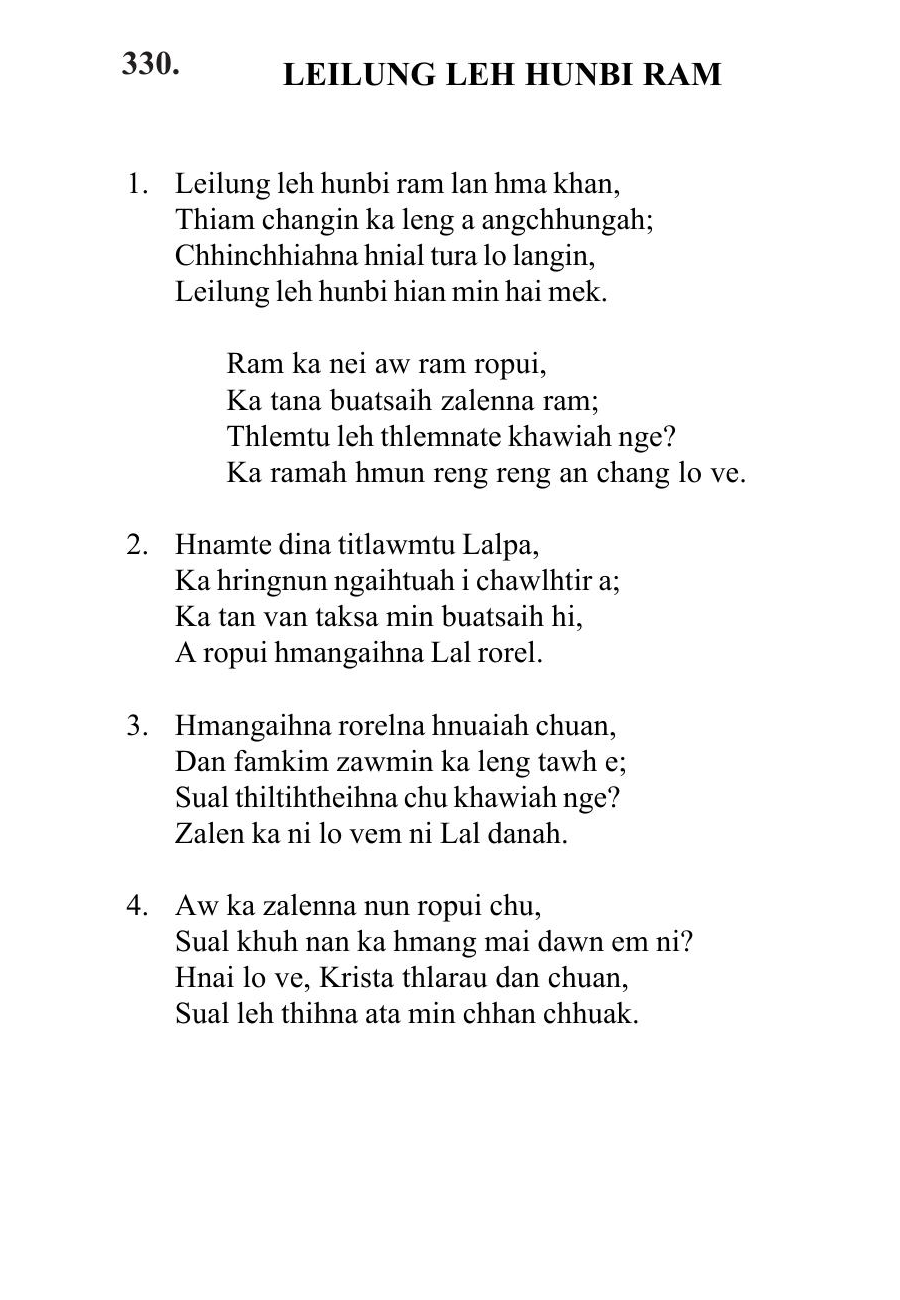 330.
LEILUNG LEH HUNBI RAM
1. Leilung leh hunbi ram lan hma khan,
Thiam changin ka leng a angchhungah;
Chhinchhiahna hnial tura lo langin,
Leilung leh hunbi hian min hai mek.
Ram ka nei aw ram ropui,
Ka tana buatsaih zalenna ram;
Thlemtu leh thlemnate khawiah nge?
Ka ramah hmun reng reng an chang lo ve.
2. Hnamte dina titlawmtu Lalpa,
Ka hringnun ngaihtuah i chawlhtir a;
Ka tan van taksa min buatsaih hi,
A ropui hmangaihna Lal rorel.
3. Hmangaihna rorelna hnuaiah chuan,
Dan famkim zawmin ka leng tawh e;
Sual thiltihtheihna chu khawiah nge?
Zalen ka ni lo vem ni Lal danah.
4. Aw ka zalenna nun ropui chu,
Sual khuh nan ka hmang mai dawn em ni?
Hnai lo ve, Krista thlarau dan chuan,
Sual leh thihna ata min chhan chhuak.